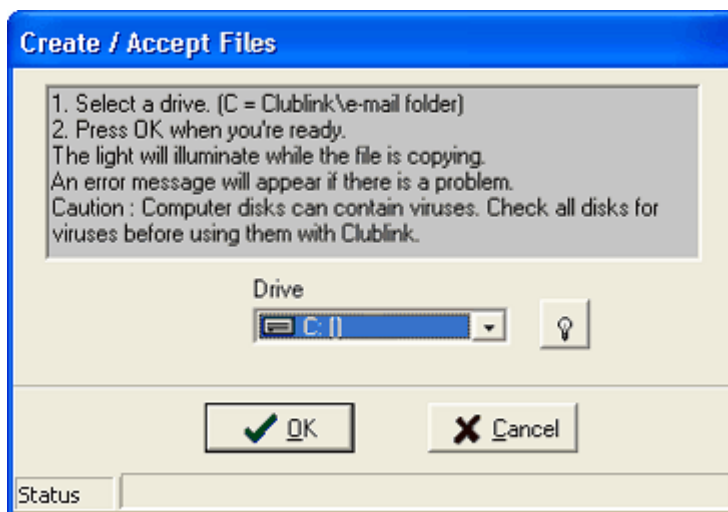 Create / Accept Files
1. Select a drive. (C = Clublink\e-mail folder)
2. Press OK when you're ready.
The light will illuminate while the file is copying.
An error message will appear if there is a problem.
Caution : Computer disks can contain viruses. Check all disks for
viruses before using them with Clublink.
Drive
C: []
OK
Cancel
Status